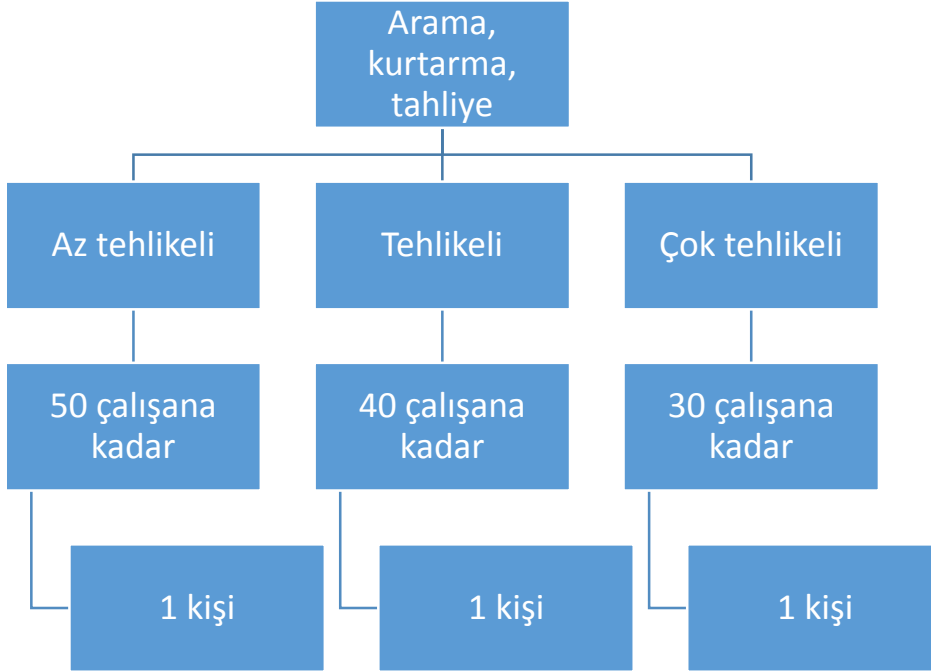 Arama,
kurtarma,
tahliye
Az tehlikeli
Tehlikeli
Çok tehlikeli
50 çalışana
kadar
40 çalışana
kadar
30 çalışana
kadar
1 kişi
1 kişi
1 kişi